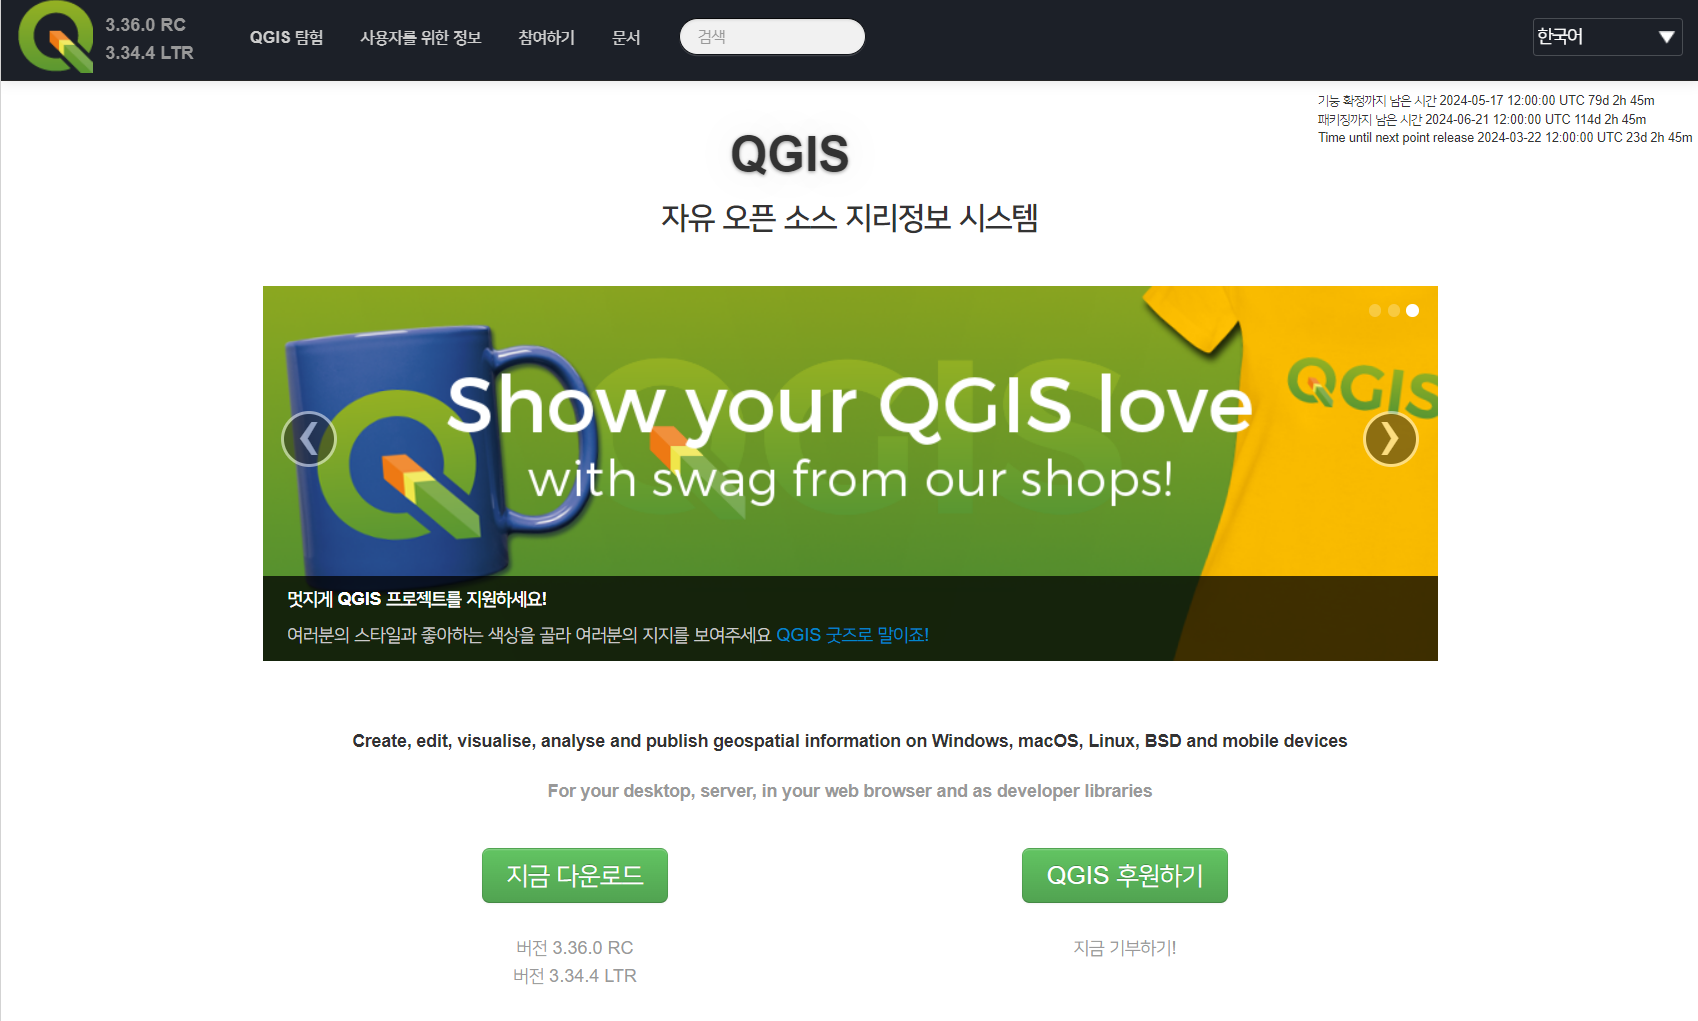 3.36.0 RC
3.34.4 LTR
QGIS 탐험
사용자를 위한 정보
참여하기
문서
검색
한국어
기능 확정까지 남은 시간 2024-05-17 12:00:00 UTC 79d 2h 45m
패키징까지 남은 시간 2024-06-21 12:00:00 UTC 114d 2h 45m
Time until next point release 2024-03-22 12:00:00 UTC 23d 2h 45m
QGIS
자유 오픈 소스 지리정보 시스템
QGIS
Show your QGIS love
with swag from our shops!
QGIS
멋지게 QGIS 프로젝트를 지원하세요!
여러분의 스타일과 좋아하는 색상을 골라 여러분의 지지를 보여주세요 QGIS 굿즈로 말이죠!
Create, edit, visualise, analyse and publish geospatial information on Windows, macOS, Linux, BSD and mobile devices
For your desktop, server, in your web browser and as developer libraries
지금 다운로드
QGIS 후원하기
버전 3.36.0 RC
버전 3.34.4 LTR
지금 기부하기!